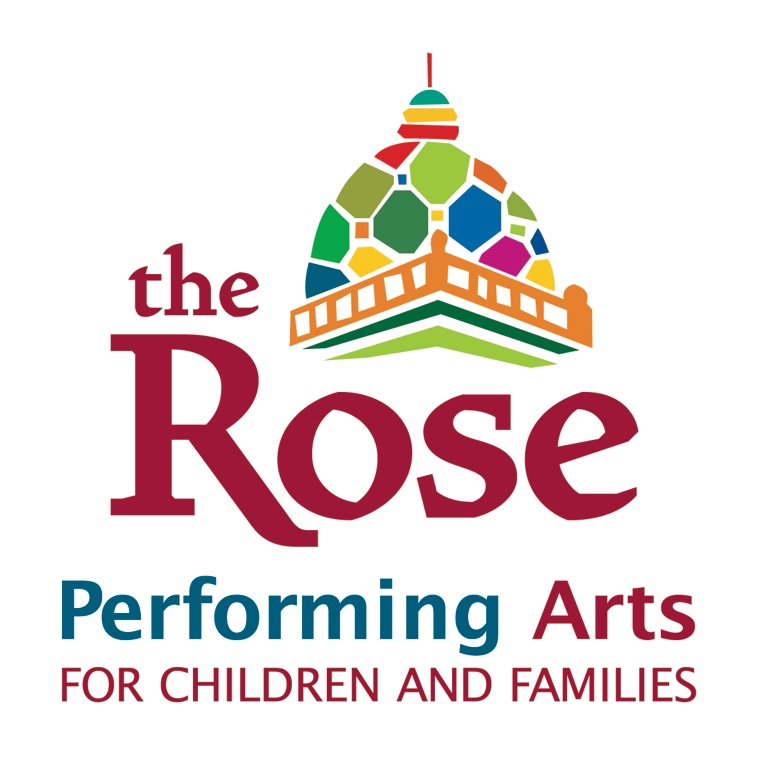 the
Rose
Performing Arts
FOR CHILDREN AND FAMILIES